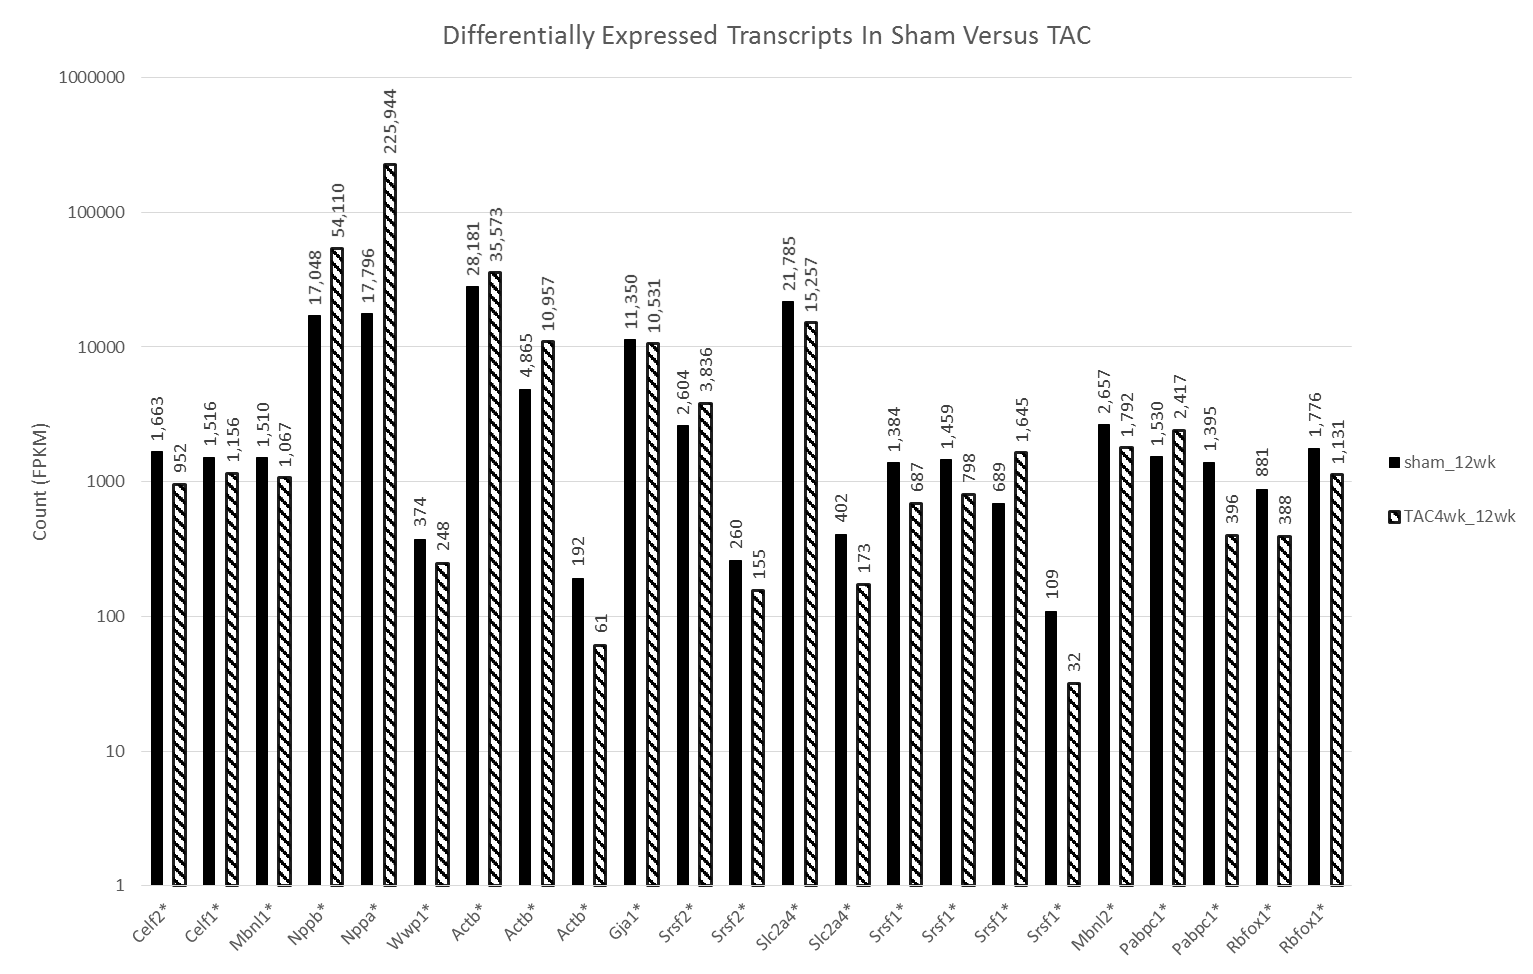 Differentially Expressed Transcripts In Sham Versus TAC
Count (FPKM)
1000000
100000
10000
1000
100
10
1
1,663
952
1,516
1,156
1,510
1,067
17,048
54,110
17,796
225,944
374
248
28,181
35,573
4,865
10,957
192
61
11,350
10,531
2,604
3,836
260
155
21,785
15,257
402
173
1,384
687
1,459
798
689
1,645
109
32
2,657
1,792
1,530
2,417
1,395
396
881
388
1,776
1,131
Celf2*
Celf1*
Mbnl1*
Nppb*
Nppa*
Wwp1*
Actb*
Actb*
Actb*
Gja1*
Srsf2*
Srsf2*
Slc2a4*
Slc2a4*
Srsf1*
Srsf1*
Srsf1*
Srsf1*
Mbnl2*
Pabpc1*
Pabpc1*
Rbfox1*
Rbfox1*
sham_12wk
TAC4wk_12wk